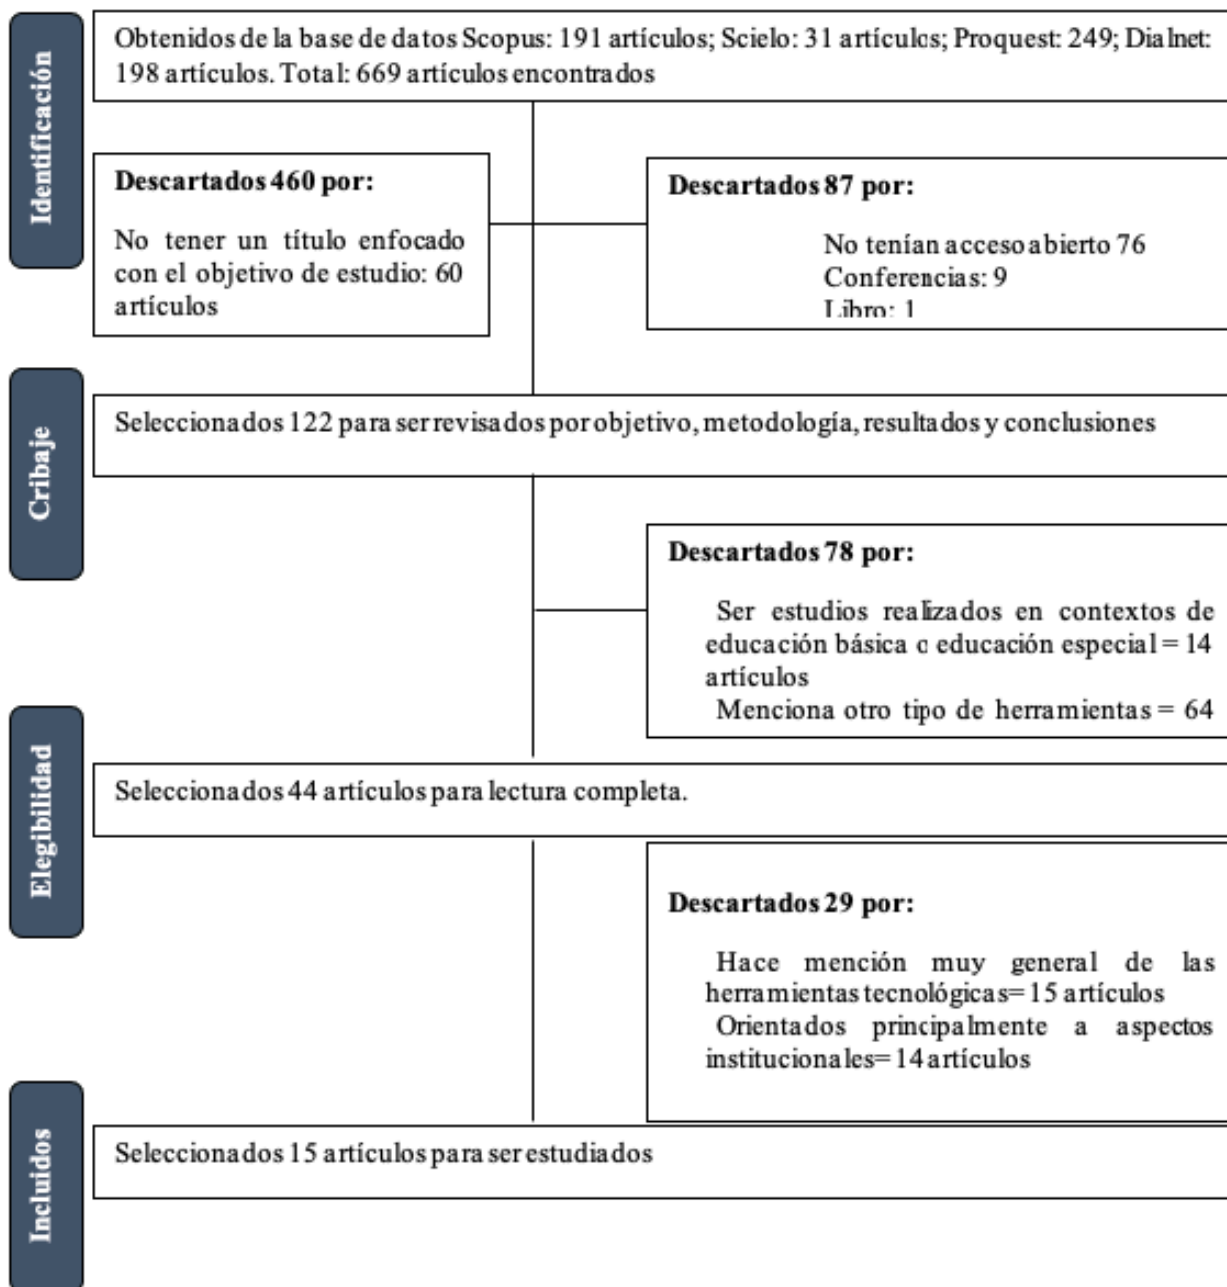 Identificación
Obtenidos de la base de datos Scopus: 191 artículos; Scielo: 31 artículos; Proquest: 249; Dialnet:
198 artículos. Total: 669 artículos encontrados
Descartados 460 por:
No tener un título enfocado
con el objetivo de estudio: 60
artículos
Descartados 87 por:
No tenían acceso abierto 76
Conferencias: 9
Libro: 1
Cribaje
Seleccionados 122 para ser revisados por objetivo, metodología, resultados y conclusiones
Descartados 78 por:
Ser estudios realizados en contextos de
educación básica o educación especial = 14
artículos
Menciona otro tipo de herramientas = 64
Elegibilidad
Seleccionados 44 artículos para lectura completa.
Descartados 29 por:
Hace mención muy general de las
herramientas tecnológicas= 15 artículos
Orientados principalmente a aspectos
institucionales= 14 artículos
Incluidos
Seleccionados 15 artículos para ser estudiados